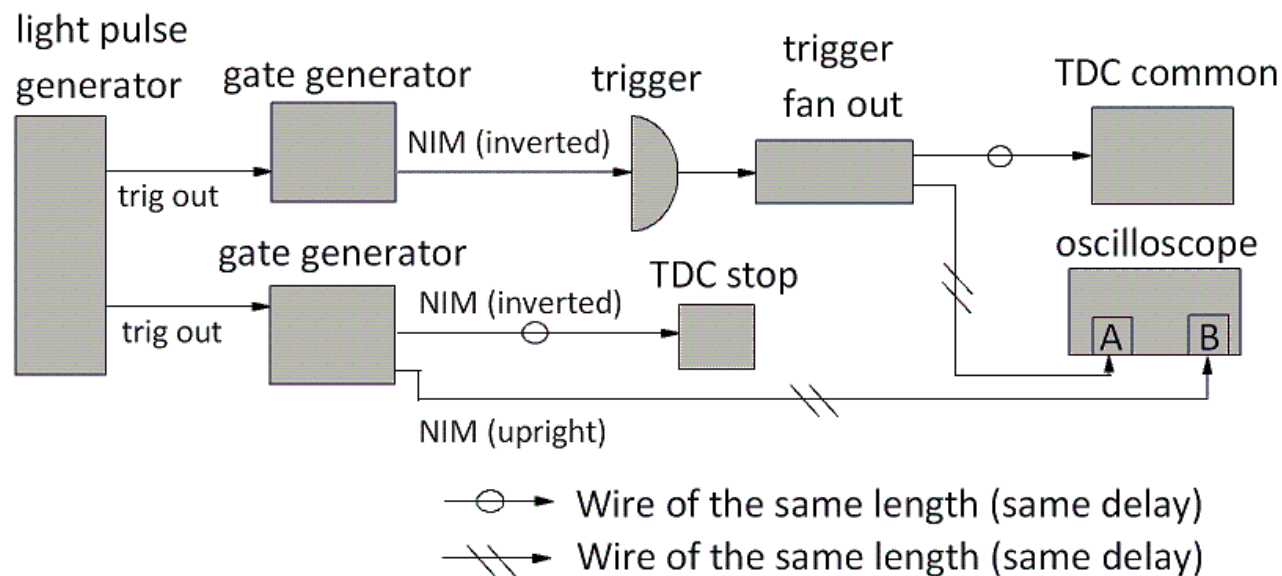 light pulse
generator
gate generator
trigger
trigger
fan out
TDC common
NIM (inverted)
trig out
gate generator
TDC stop
oscilloscope
NIM (inverted)
trig out
A
B
NIM (upright)
Wire of the same length (same delay)
Wire of the same length (same delay)